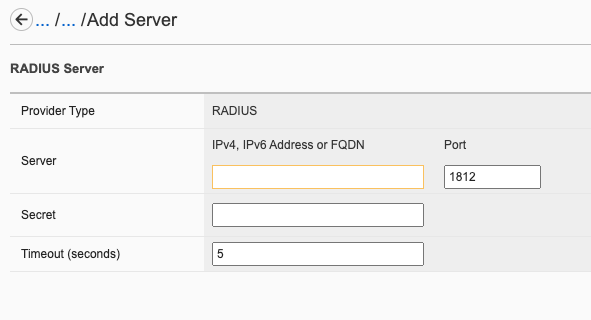 ... /... /Add Server
RADIUS Server
Provider Type RADIUS
IPv4, IPv6 Address or FQDN Port
Server
1812
Secret
Timeout (seconds) 5